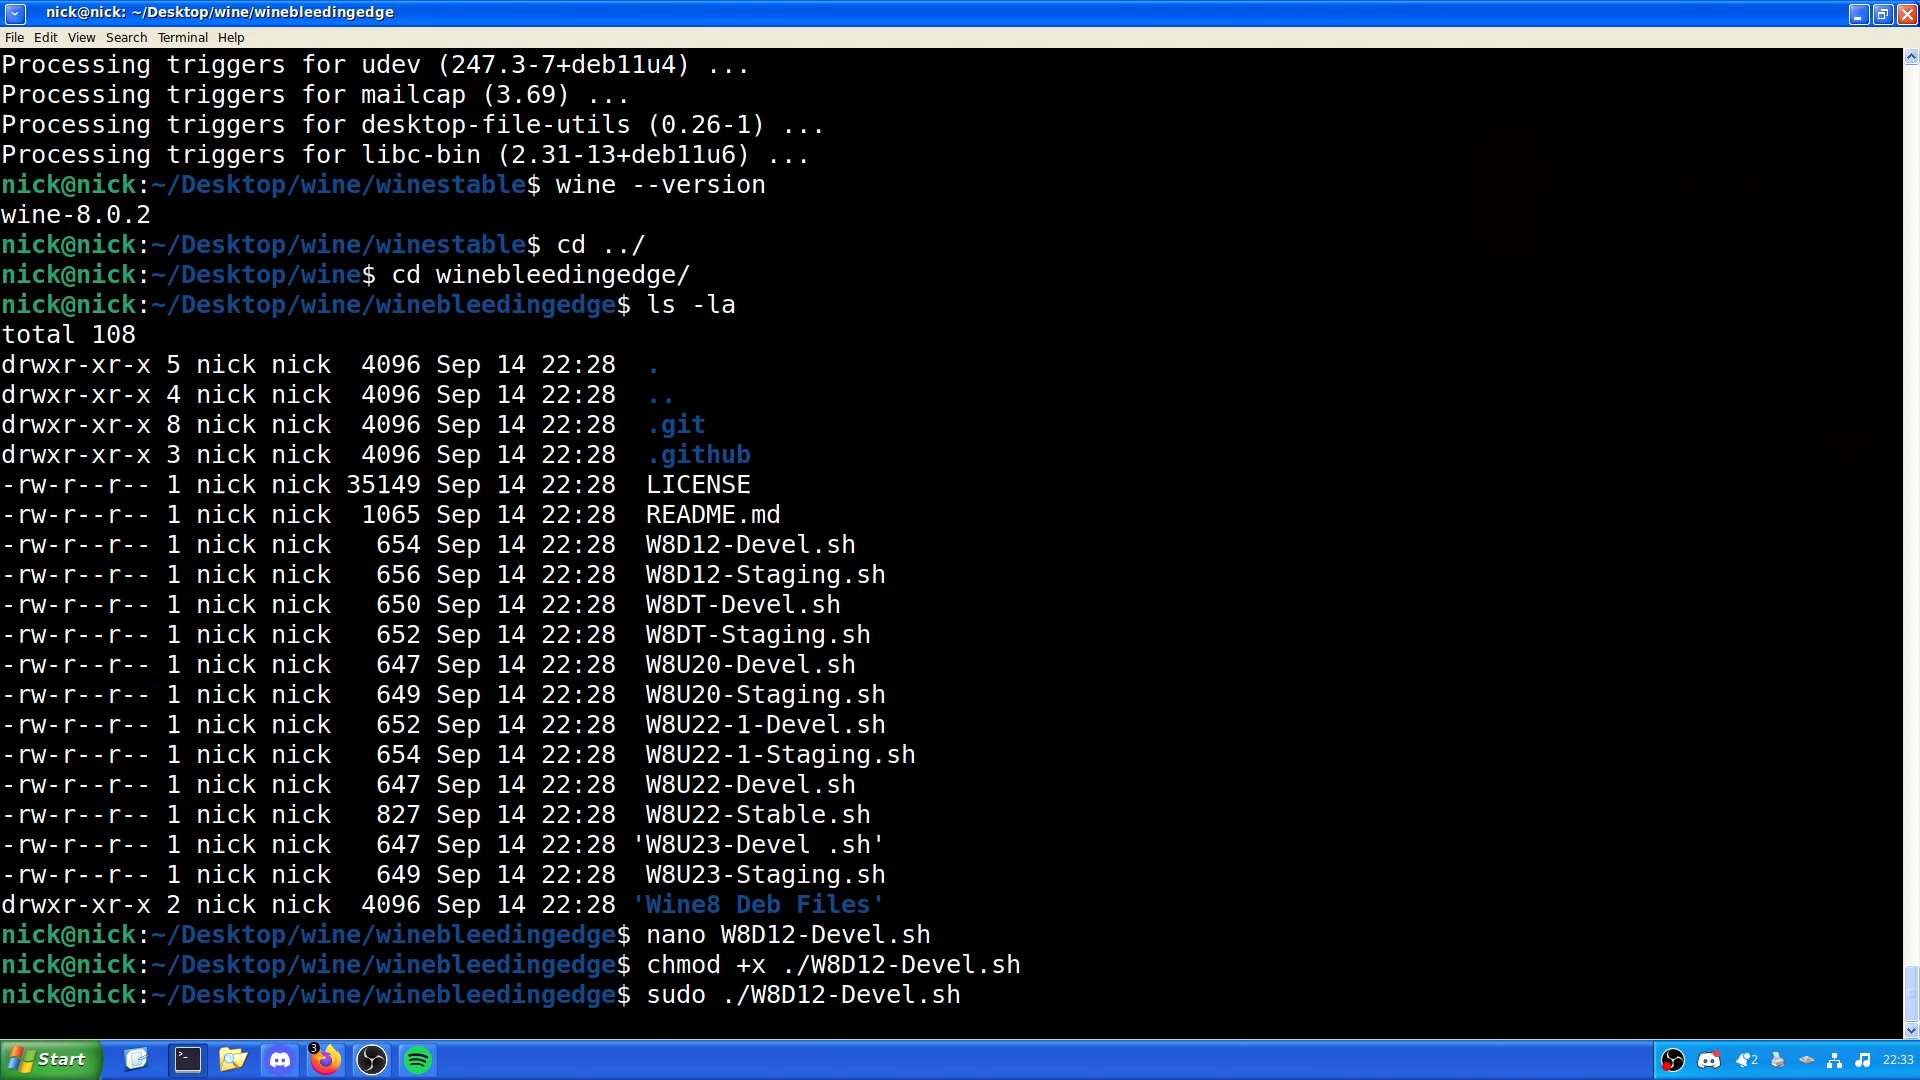 nick@nick: ~/Desktop/wine/winebleedingedge
File Edit View Search Terminal Help
Processing triggers for udev (247.3-7+deb11u4) ...
Processing triggers for mailcap (3.69) ...
Processing triggers for desktop-file-utils (0.26-1) ...
Processing triggers for libc-bin (2.31-13+deb11u6) ...
nick@nick:~/Desktop/wine/winestable$ wine --version
wine-8.0.2
nick@nick:~/Desktop/wine/winestable$ cd ../
nick@nick:~/Desktop/wine$ cd winebleedingedge/
nick@nick:~/Desktop/wine/winebleedingedge$ ls -la
total 108
drwxr-xr-x 5 nick nick  4096 Sep 14 22:28  .
drwxr-xr-x 4 nick nick  4096 Sep 14 22:28  ..
drwxr-xr-x 8 nick nick  4096 Sep 14 22:28  .git
drwxr-xr-x 3 nick nick  4096 Sep 14 22:28  .github
-rw-r--r-- 1 nick nick 35149 Sep 14 22:28  LICENSE
-rw-r--r-- 1 nick nick  1065 Sep 14 22:28  README.md
-rw-r--r-- 1 nick nick   654 Sep 14 22:28  W8D12-Devel.sh
-rw-r--r-- 1 nick nick   656 Sep 14 22:28  W8D12-Staging.sh
-rw-r--r-- 1 nick nick   650 Sep 14 22:28  W8DT-Devel.sh
-rw-r--r-- 1 nick nick   652 Sep 14 22:28  W8DT-Staging.sh
-rw-r--r-- 1 nick nick   647 Sep 14 22:28  W8U20-Devel.sh
-rw-r--r-- 1 nick nick   649 Sep 14 22:28  W8U20-Staging.sh
-rw-r--r-- 1 nick nick   652 Sep 14 22:28  W8U22-1-Devel.sh
-rw-r--r-- 1 nick nick   654 Sep 14 22:28  W8U22-1-Staging.sh
-rw-r--r-- 1 nick nick   647 Sep 14 22:28  W8U22-Devel.sh
-rw-r--r-- 1 nick nick   827 Sep 14 22:28  W8U22-Stable.sh
-rw-r--r-- 1 nick nick   647 Sep 14 22:28 'W8U23-Devel .sh'
-rw-r--r-- 1 nick nick   649 Sep 14 22:28  W8U23-Staging.sh
drwxr-xr-x 2 nick nick  4096 Sep 14 22:28 'Wine8 Deb Files'
nick@nick:~/Desktop/wine/winebleedingedge$ nano W8D12-Devel.sh
nick@nick:~/Desktop/wine/winebleedingedge$ chmod +x ./W8D12-Devel.sh
nick@nick:~/Desktop/wine/winebleedingedge$ sudo ./W8D12-Devel.sh
Start 3 2 22:33